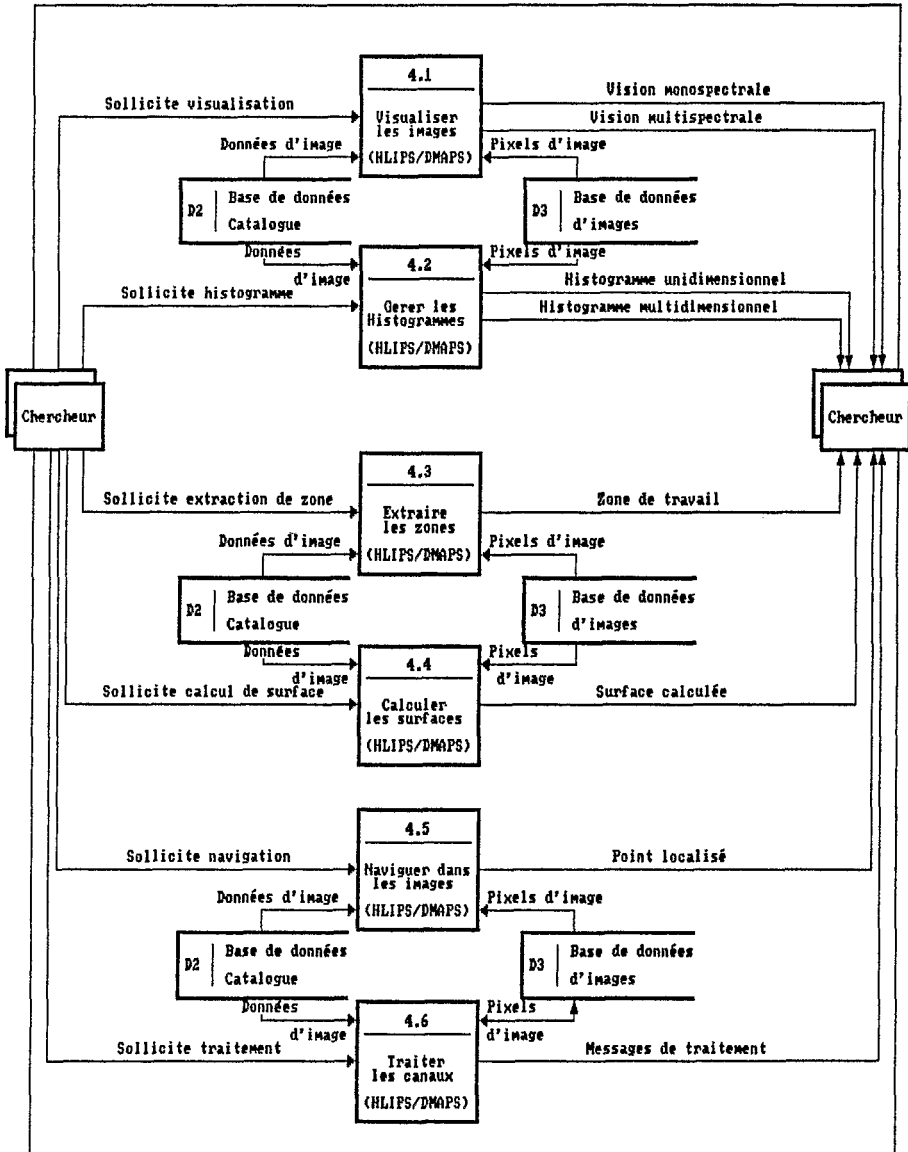 4.1
Sollicite visualisation
Visualiser
les images
(HLIPS/DMAPS)
Vision monospectrale
Vision multispectrale
Données d'image
Pixels d'image
D2
Base de données
Catalogue
D3
Base de données
d'images
Données
d'image
Pixels d'image
4.2
Sollicite histogramme
Gerer les
Histogrammes
(HLIPS/DMAPS)
Histogramme unidimensionnel
Histogramme multidimensionnel
Chercheur
Chercheur
4.3
Sollicite extraction de zone
Extraire
les zones
(HLIPS/DMAPS)
Zone de travail
Données d'image
Pixels d'image
D2
Base de données
Catalogue
D3
Base de données
d'images
Données
d'image
Pixels
d'image
4.4
Sollicite calcul de surface
Calculer
les surfaces
(HLIPS/DMAPS)
Surface calculée
4.5
Sollicite navigation
Naviguer dans
les images
(HLIPS/DMAPS)
Point localisé
Données d'image
Pixels d'image
D2
Base de données
Catalogue
D3
Base de données
d'images
Données
d'image
Pixels
d'image
4.6
Sollicite traitement
Traiter
les canaux
(HLIPS/DMAPS)
Messages de traitement